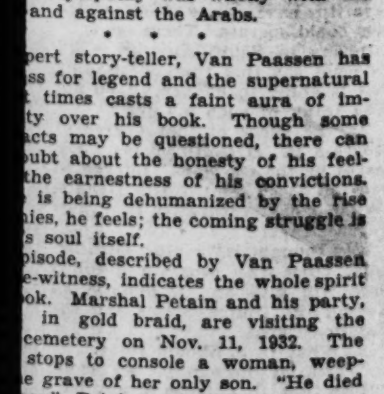 and against the Arabs.
* * *
pert story-teller, Van Paassen has
ss for legend and the supernatural
times casts a faint aura of im-
ty over his book. Though some
acts may be questioned, there can
oubt about the honesty of his feel-
the earnestness of his convictions.
is being dehumanized by the rise
nies, he feels; the coming struggle is
s soul itself.
pisode, described by Van Paassen
e-witness, indicates the whole spirit
ok. Marshal Petain and his party,
in gold braid, are visiting the
cemetery on Nov. 11, 1932. The
stops to console a woman, weep-
e grave of her only son. "He died